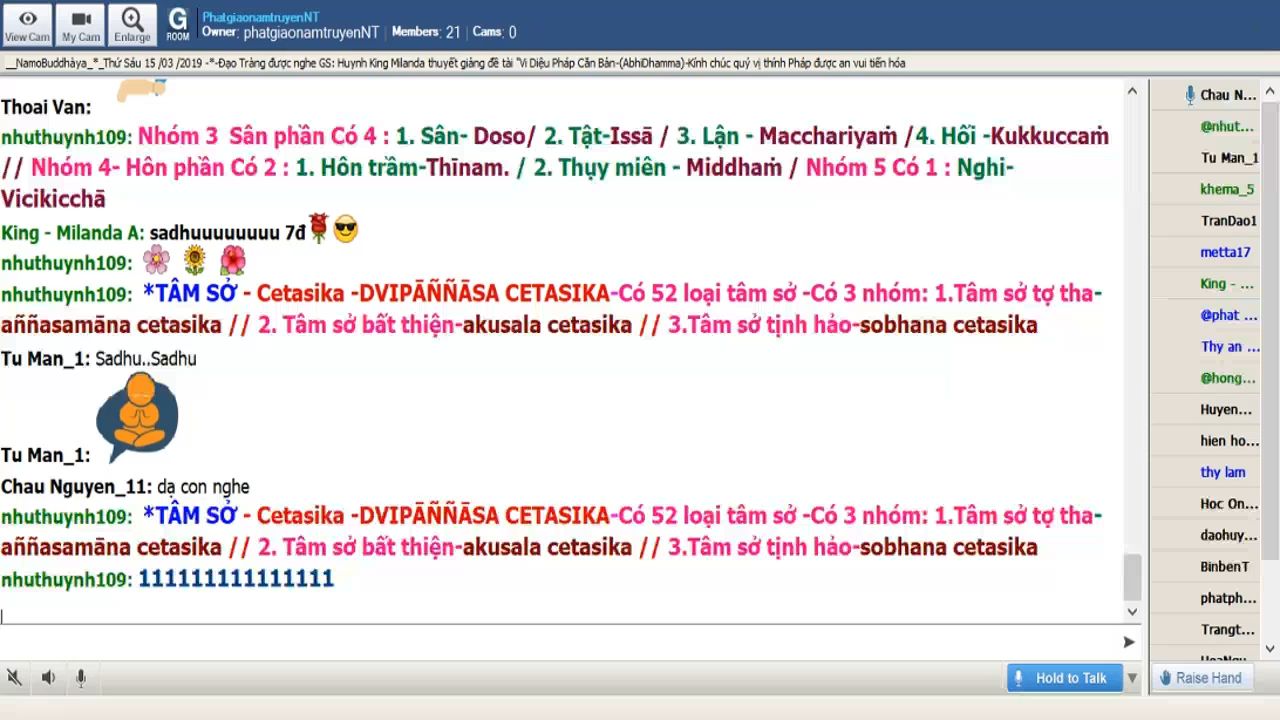 View Cam
My Cam
Enlarge
G
ROOM
PhatgiaonamtruyenNT
Owner: phatgiaonamtruyenNT Members: 21 Cams: 0
__NamoBuddhàya_*_Thứ Sáu 15 /03 /2019 -*-Đạo Tràng được nghe GS: Huynh King Milanda thuyết giảng đề tài "Vi Diệu Pháp Căn Bản-(AbhiDhamma)-Kính chúc quý vị thính Pháp được an vui tiến hóa
Thoai Van:
nhuthuynh109: Nhóm 3 Sân phần Có 4 : 1. Sân- Doso/ 2. Tật-Issā / 3. Lận - Macchariyaṁ /4. Hối -Kukkuccaṁ
// Nhóm 4- Hôn phần Có 2 : 1. Hôn trầm-Thīnam. / 2. Thụy miên - Middhaṁ / Nhóm 5 Có 1 : Nghi-
Vicikicchā
King - Milanda A: sadhuuuuuuuu 7đ
nhuthuynh109:
nhuthuynh109: *TÂM SỞ - Cetasika -DVIPĀÑÑĀSA CETASIKA-Có 52 loại tâm sở -Có 3 nhóm: 1.Tâm sở tợ tha-
aññasamāna cetasika // 2. Tâm sở bất thiện-akusala cetasika // 3.Tâm sở tịnh hảo-sobhana cetasika
Tu Man_1: Sadhu..Sadhu
Tu Man_1:
Chau Nguyen_11: dạ con nghe
nhuthuynh109: *TÂM SỞ - Cetasika -DVIPĀÑÑĀSA CETASIKA-Có 52 loại tâm sở -Có 3 nhóm: 1.Tâm sở tợ tha-
aññasamāna cetasika // 2. Tâm sở bất thiện-akusala cetasika // 3.Tâm sở tịnh hảo-sobhana cetasika
nhuthuynh109: 111111111111111
Chau N...
@nhut...
Tu Man_1
khema_5
TranDao1
metta17
King - ...
@phat ...
Thy an ...
@hong...
Huyen...
hien ho...
thy lam
Hoc On...
daohuy...
BinbenT
phatph...
Trangt...
HoaNgu...
Hold to Talk
Raise Hand